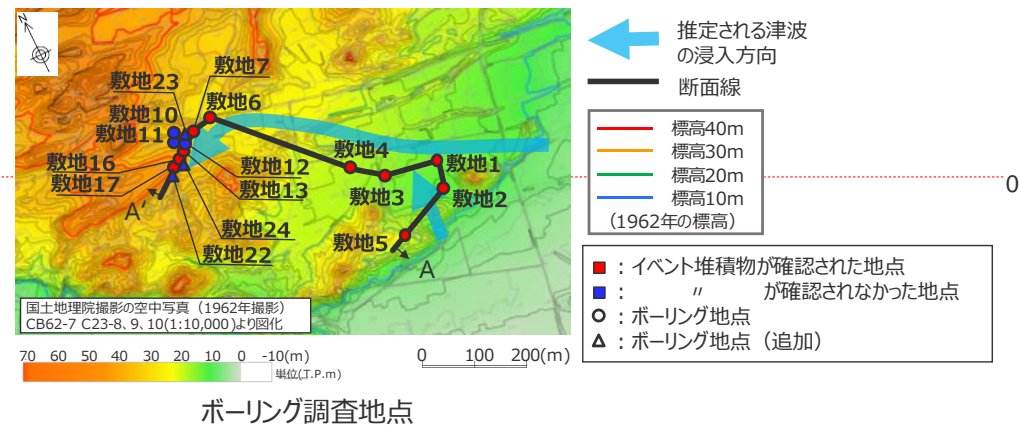 N
敷地23
敷地7
敷地10
敷地6
敷地11
敷地4
敷地1
敷地16
敷地12
敷地17
敷地13
敷地3
敷地2
A'
敷地24
敷地22
敷地5
A
国土地理院撮影の空中写真（1962年撮影）
CB62-7 C23-8、9、10(1:10,000)より図化
70 60 50 40 30 20 10 0 -10(m)
単位(T.P.m)
0 100 200(m)
ボーリング調査地点
推定される津波
の浸入方向
断面線
標高40m
標高30m
標高20m
標高10m
(1962年の標高)
0
■：イベント堆積物が確認された地点
■：　　〃　　が確認されなかった地点
○：ボーリング地点
△：ボーリング地点（追加）